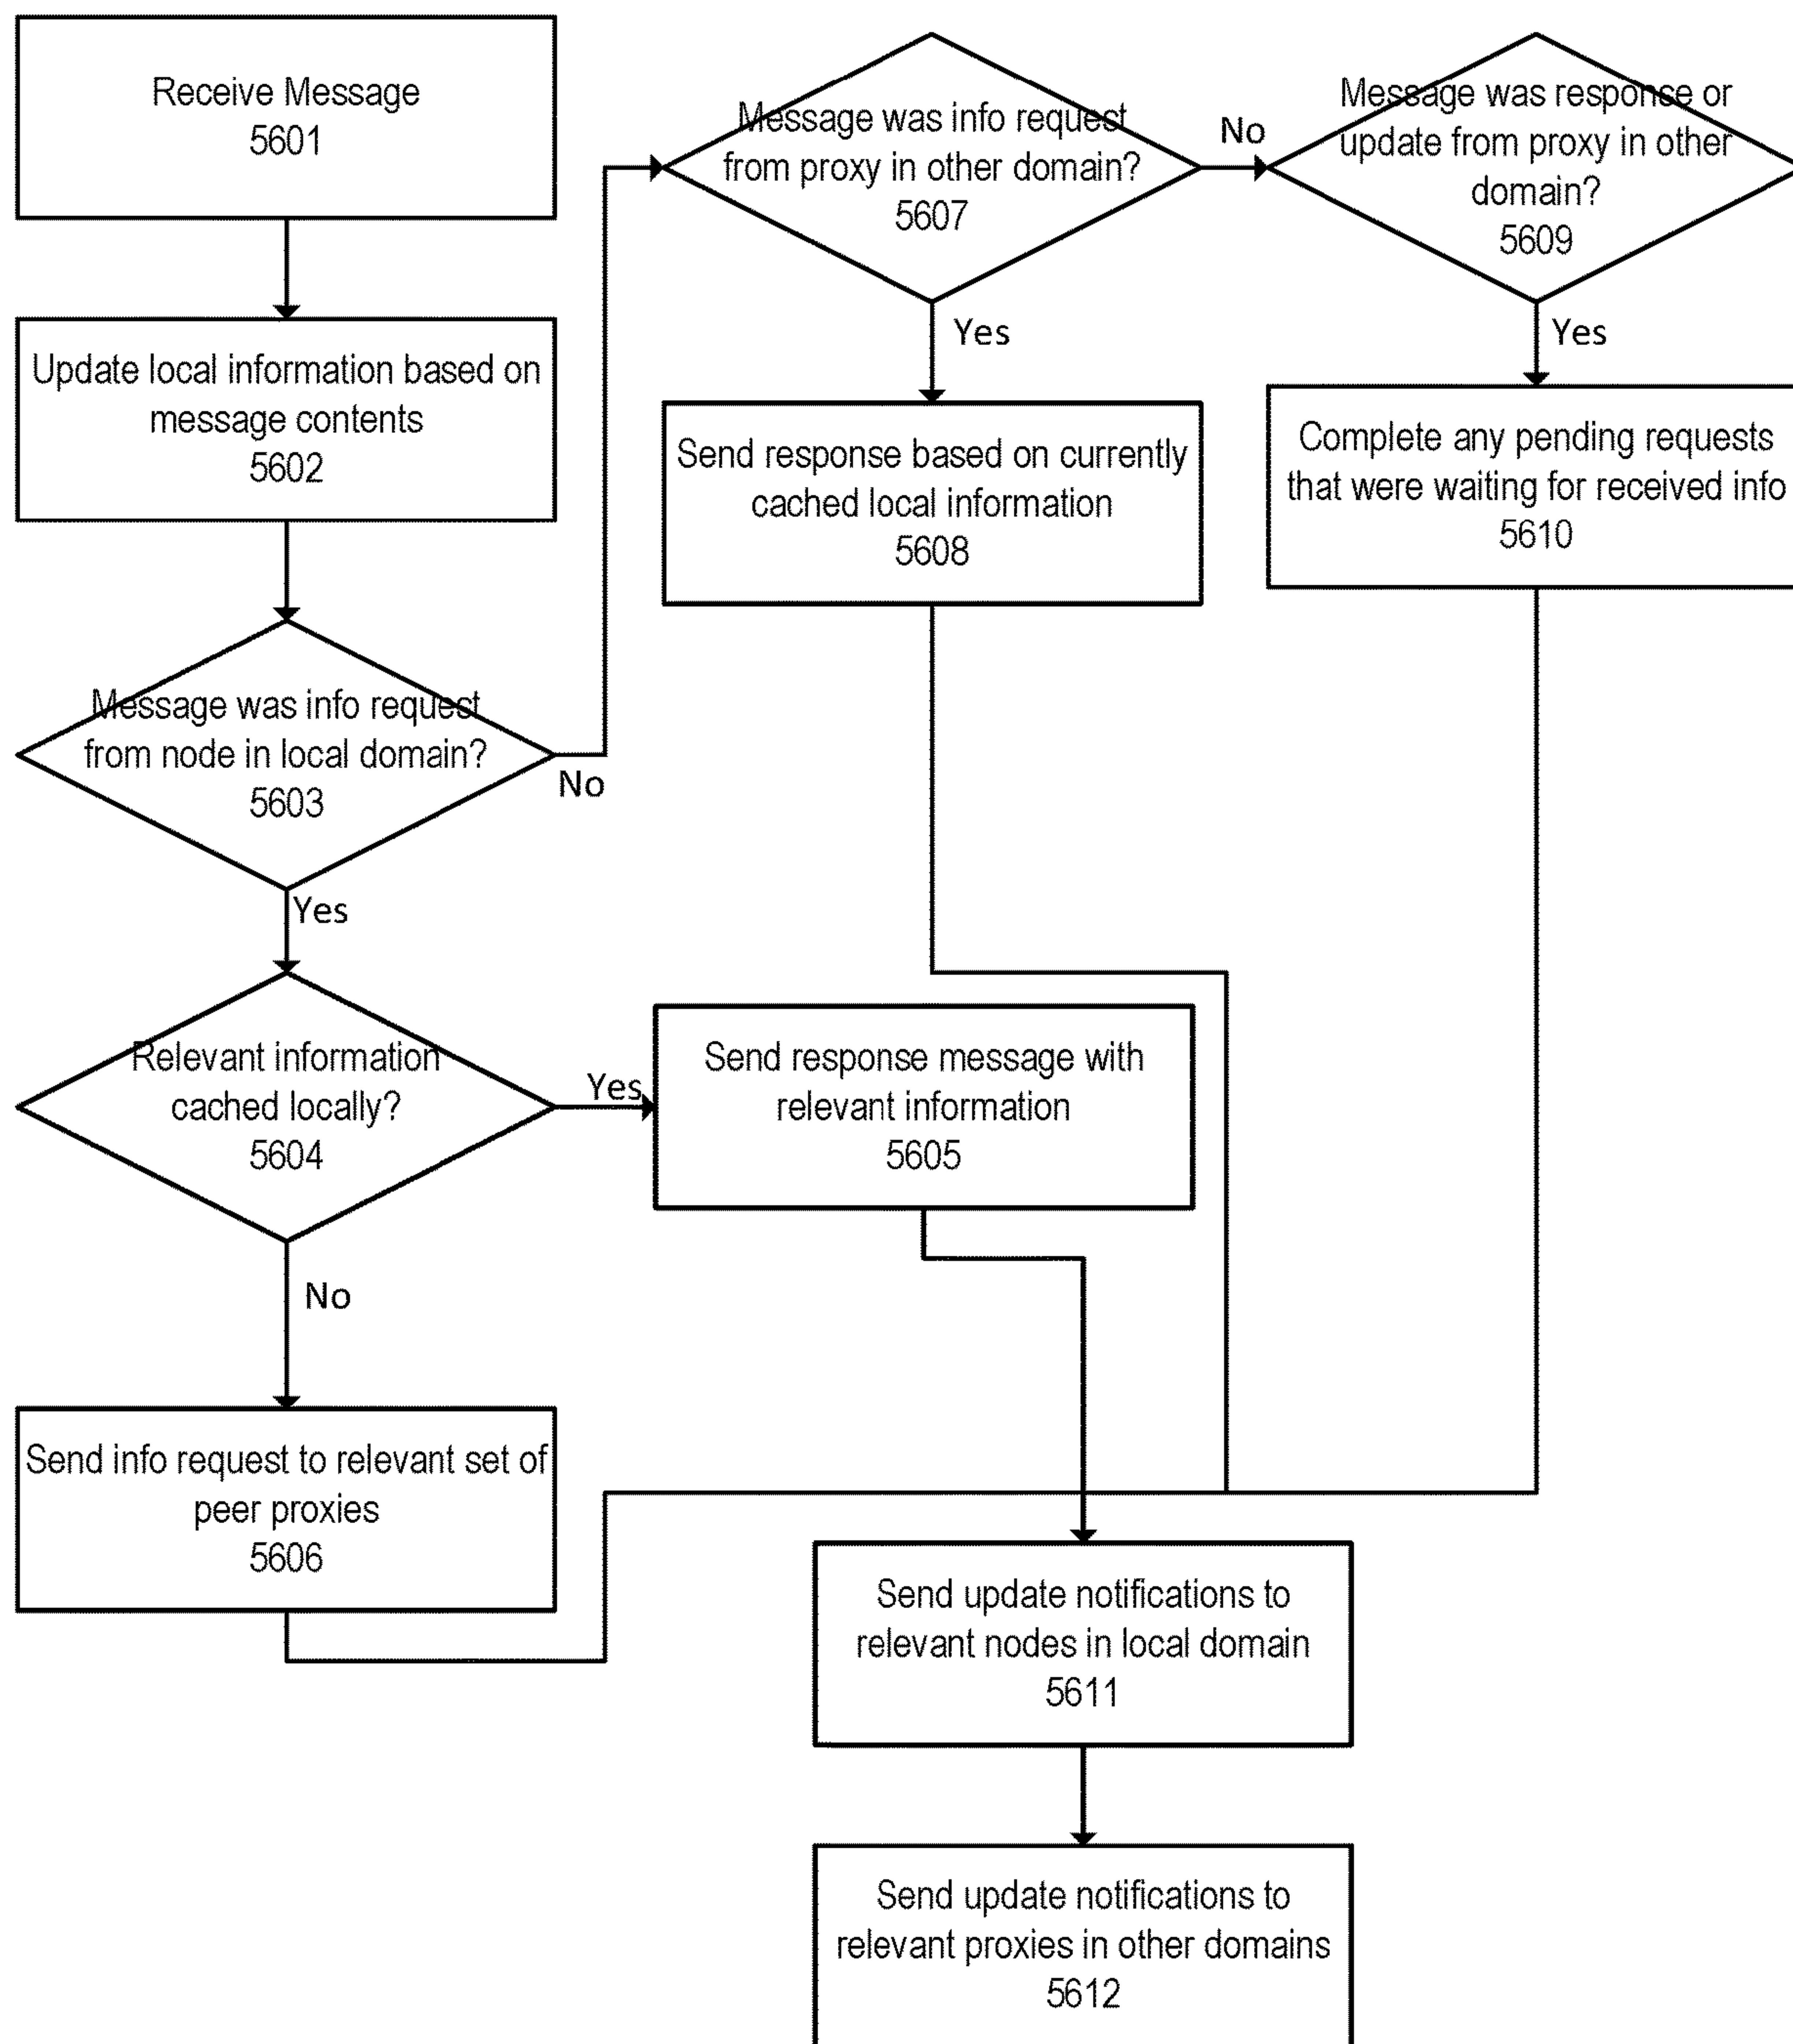 Receive Message
5601
Update local information based on
message contents
5602
Message was info request
from node in local domain?
5603
No
Yes
Relevant information
cached locally?
5604
Yes
No
Send response message with
relevant information
5605
Send info request to relevant set of
peer proxies
5606
Message was info request
from proxy in other domain?
5607
No
Yes
Send response based on currently
cached local information
5608
Message was response or
update from proxy in other
domain?
5609
Yes
Complete any pending requests
that were waiting for received info
5610
Send update notifications to
relevant nodes in local domain
5611
Send update notifications to
relevant proxies in other domains
5612